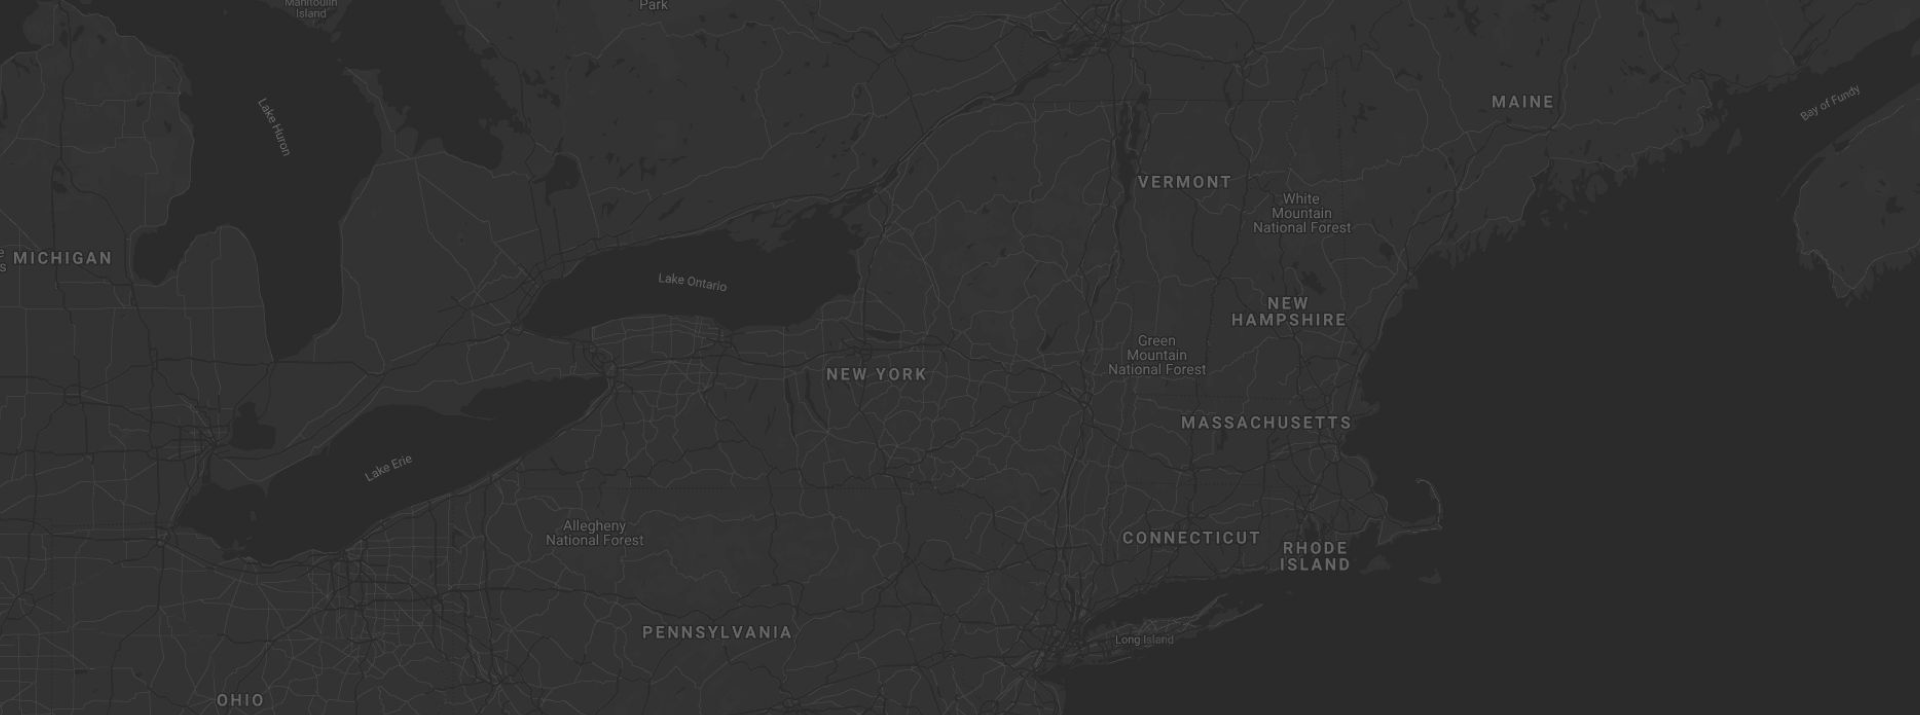 Manitoulin
Island
Park
Lake Huron
MAINE
Bay of Fundy
VERMONT
White
Mountain
National Forest
MICHIGAN
Lake Ontario
NEW
HAMPSHIRE
Green
Mountain
National Forest
NEW YORK
MASSACHUSETTS
Lake Erie
Allegheny
National Forest
CONNECTICUT
RHODE
ISLAND
PENNSYLVANIA
Long Island
OHIO